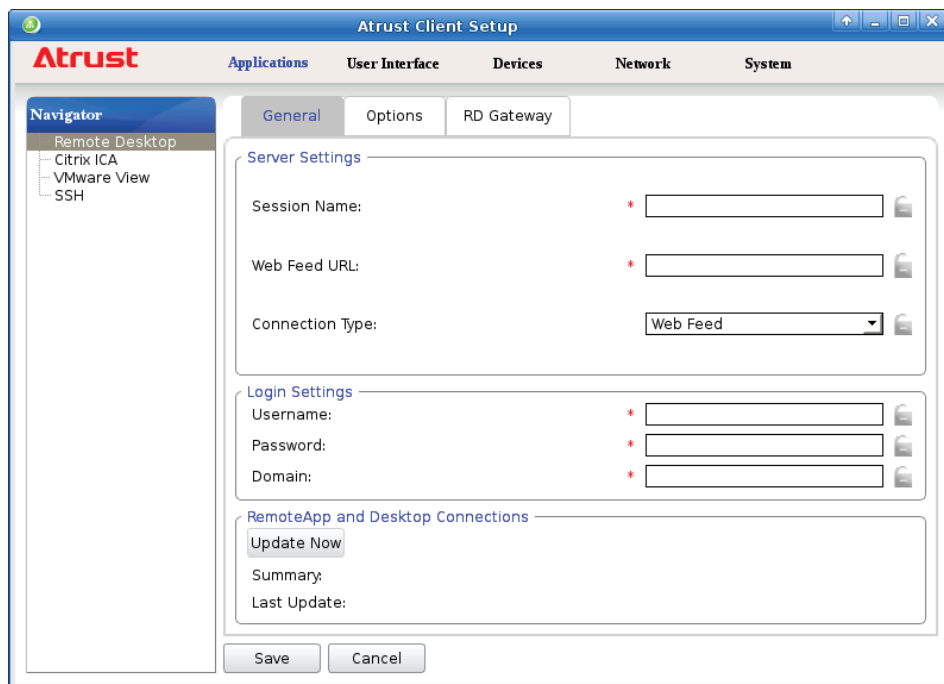 Atrust Client Setup
Atrust
Applications
User Interface
Devices
Network
System
Navigator
Remote Desktop
Citrix ICA
VMware View
SSH
General
Options
RD Gateway
Server Settings
Session Name: *
Web Feed URL: *
Connection Type: Web Feed
Login Settings
Username: *
Password: *
Domain: *
RemoteApp and Desktop Connections
Update Now
Summary:
Last Update:
Save
Cancel